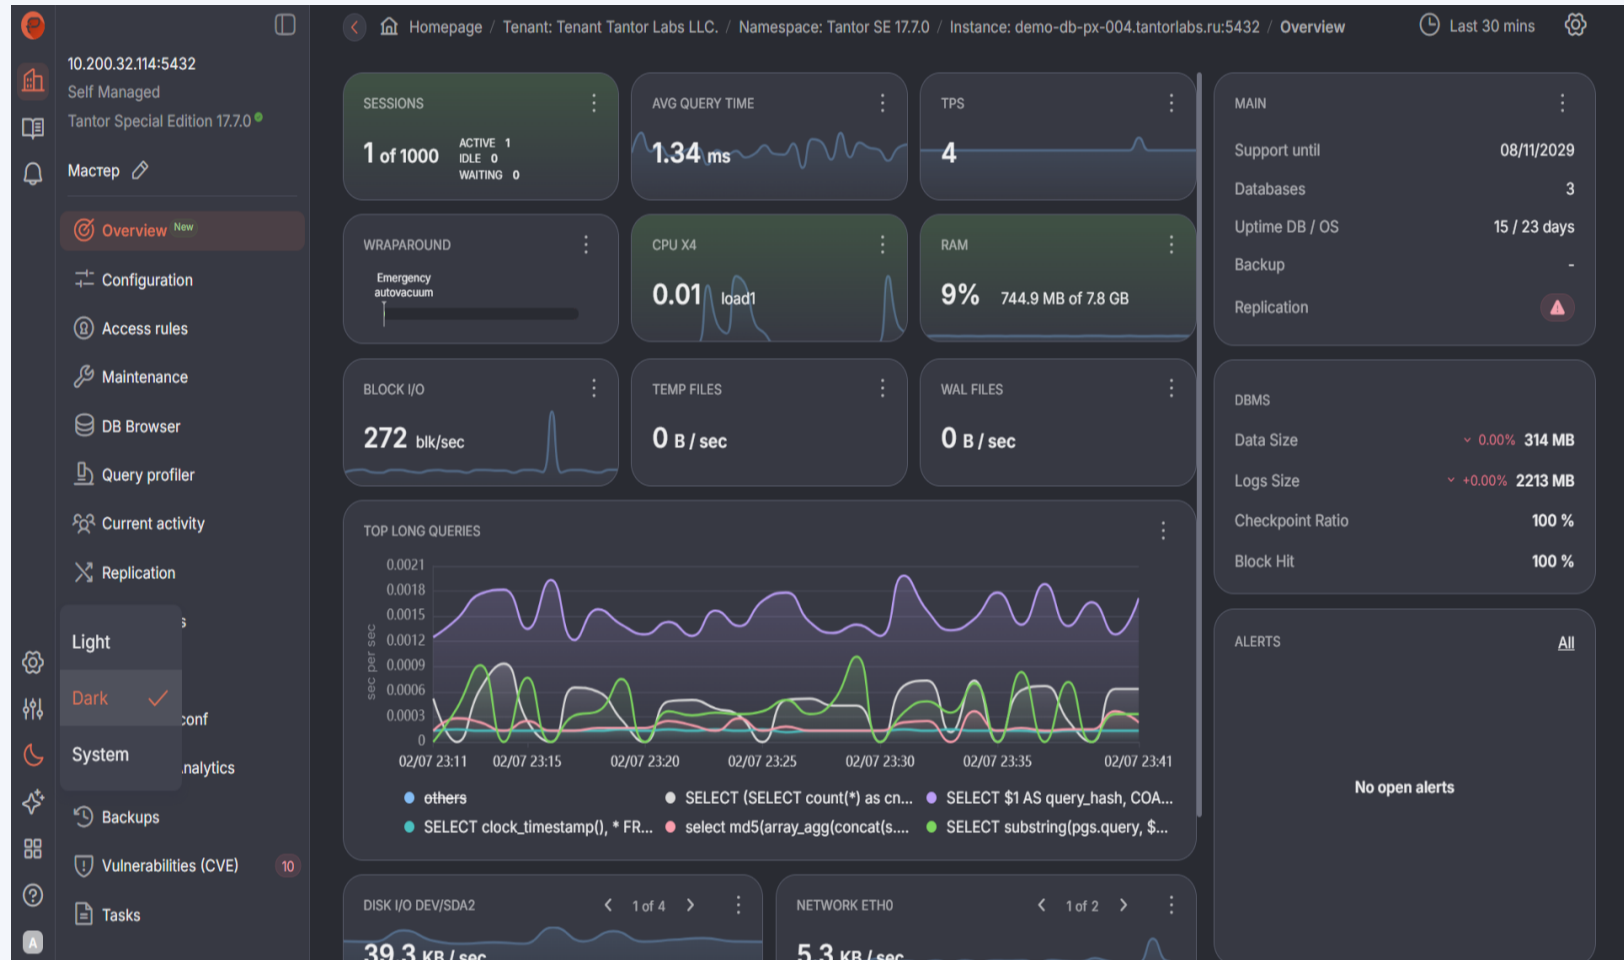 10.200.32.114:5432
Self Managed
Tantor Special Edition 17.7.0
Мастер
Overview New
Configuration
Access rules
Maintenance
DB Browser
Query profiler
Current activity
Replication
s
Light
Dark
conf
System
nalytics
Backups
Vulnerabilities (CVE) 10
Tasks
A
Homepage / Tenant: Tenant Tantor Labs LLC. / Namespace: Tantor SE 17.7.0 / Instance: demo-db-px-004.tantorlabs.ru:5432 / Overview
Last 30 mins
SESSIONS
1 of 1000
ACTIVE 1
IDLE 0
WAITING 0
AVG QUERY TIME
1.34 ms
TPS
4
WRAPAROUND
Emergency
autovacuum
CPU X4
0.01 load1
RAM
9% 744.9 MB of 7.8 GB
BLOCK I/O
272 blk/sec
TEMP FILES
0 B / sec
WAL FILES
0 B / sec
TOP LONG QUERIES
sec per sec
0.0021
0.0018
0.0015
0.0012
0.0009
0.0006
0.0003
0
02/07 23:11 02/07 23:15 02/07 23:20 02/07 23:25 02/07 23:30 02/07 23:35 02/07 23:41
others SELECT (SELECT count(*) as cn... SELECT $1 AS query_hash, COA...
SELECT clock_timestamp(), * FR... select md5(array_agg(concat(s.... SELECT substring(pgs.query, $...
DISK I/O DEV/SDA2 1 of 4
39.3 KB / sec
NETWORK ETH0 1 of 2
5.3 KB / sec
MAIN
Support until 08/11/2029
Databases 3
Uptime DB / OS 15 / 23 days
Backup -
Replication
DBMS
Data Size 0.00% 314 MB
Logs Size +0.00% 2213 MB
Checkpoint Ratio 100 %
Block Hit 100 %
ALERTS All
No open alerts